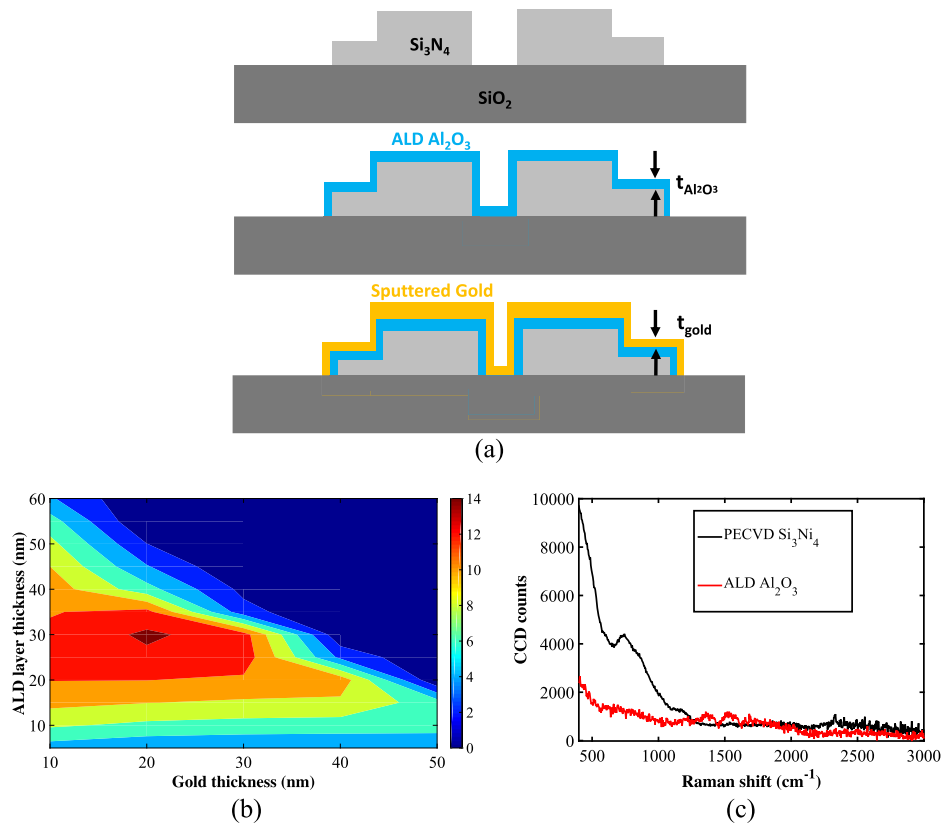 Si₃N₄
SiO₂
ALD Al₂O₃
t_Al₂O₃
Sputtered Gold
t_gold
(a)
60
50
40
30
20
10
ALD layer thickness (nm)
10 20 30 40 50
Gold thickness (nm)
14
12
10
8
6
4
2
0
(b)
10000
8000
6000
4000
2000
0
CCD counts
PECVD Si₃Ni₄
ALD Al₂O₃
500 1000 1500 2000 2500 3000
Raman shift (cm⁻¹)
(c)